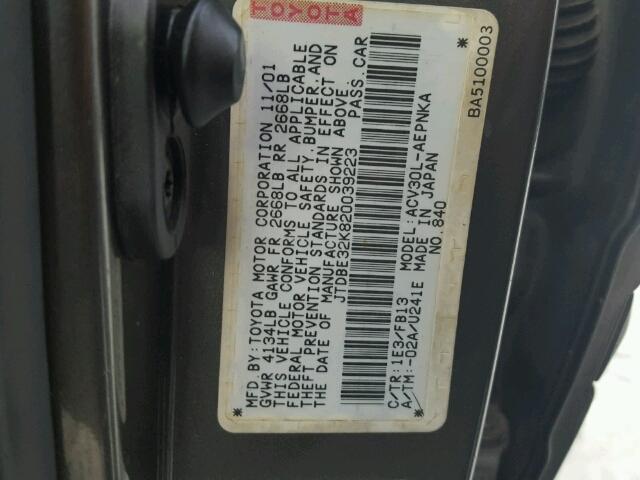 TOYOTA
TOYOTA
MFD.BY:TOYOTA MOTOR CORPORATION 11/01
GVWR 4134LB GAWR FR 2668LB RR 2668LB
THIS VEHICLE CONFORMS TO ALL APPLICABLE
FEDERAL MOTOR VEHICLE SAFETY,BUMPER,AND
THEFT PREVENTION STANDARDS IN EFFECT ON
THE DATE OF MANUFACTURE SHOWN ABOVE.
JTDBE32K820039223 PASS.CAR
C/TR:1E3/FB13 MODEL:ACV30L-AEPNKA
A/TM:-02A/U241E MADE IN JAPAN
NO.840
BA5100003